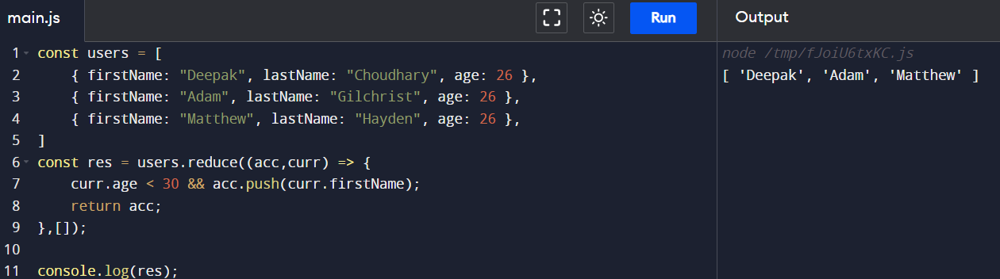 main.js
Run
Output
1 const users = [
2 { firstName: "Deepak", lastName: "Choudhary", age: 26 },
3 { firstName: "Adam", lastName: "Gilchrist", age: 26 },
4 { firstName: "Matthew", lastName: "Hayden", age: 26 },
5 ]
6 const res = users.reduce((acc,curr) => {
7 curr.age < 30 && acc.push(curr.firstName);
8 return acc;
9 },[]);
10
11 console.log(res);
node /tmp/fJoiU6txKC.js
[ 'Deepak', 'Adam', 'Matthew' ]